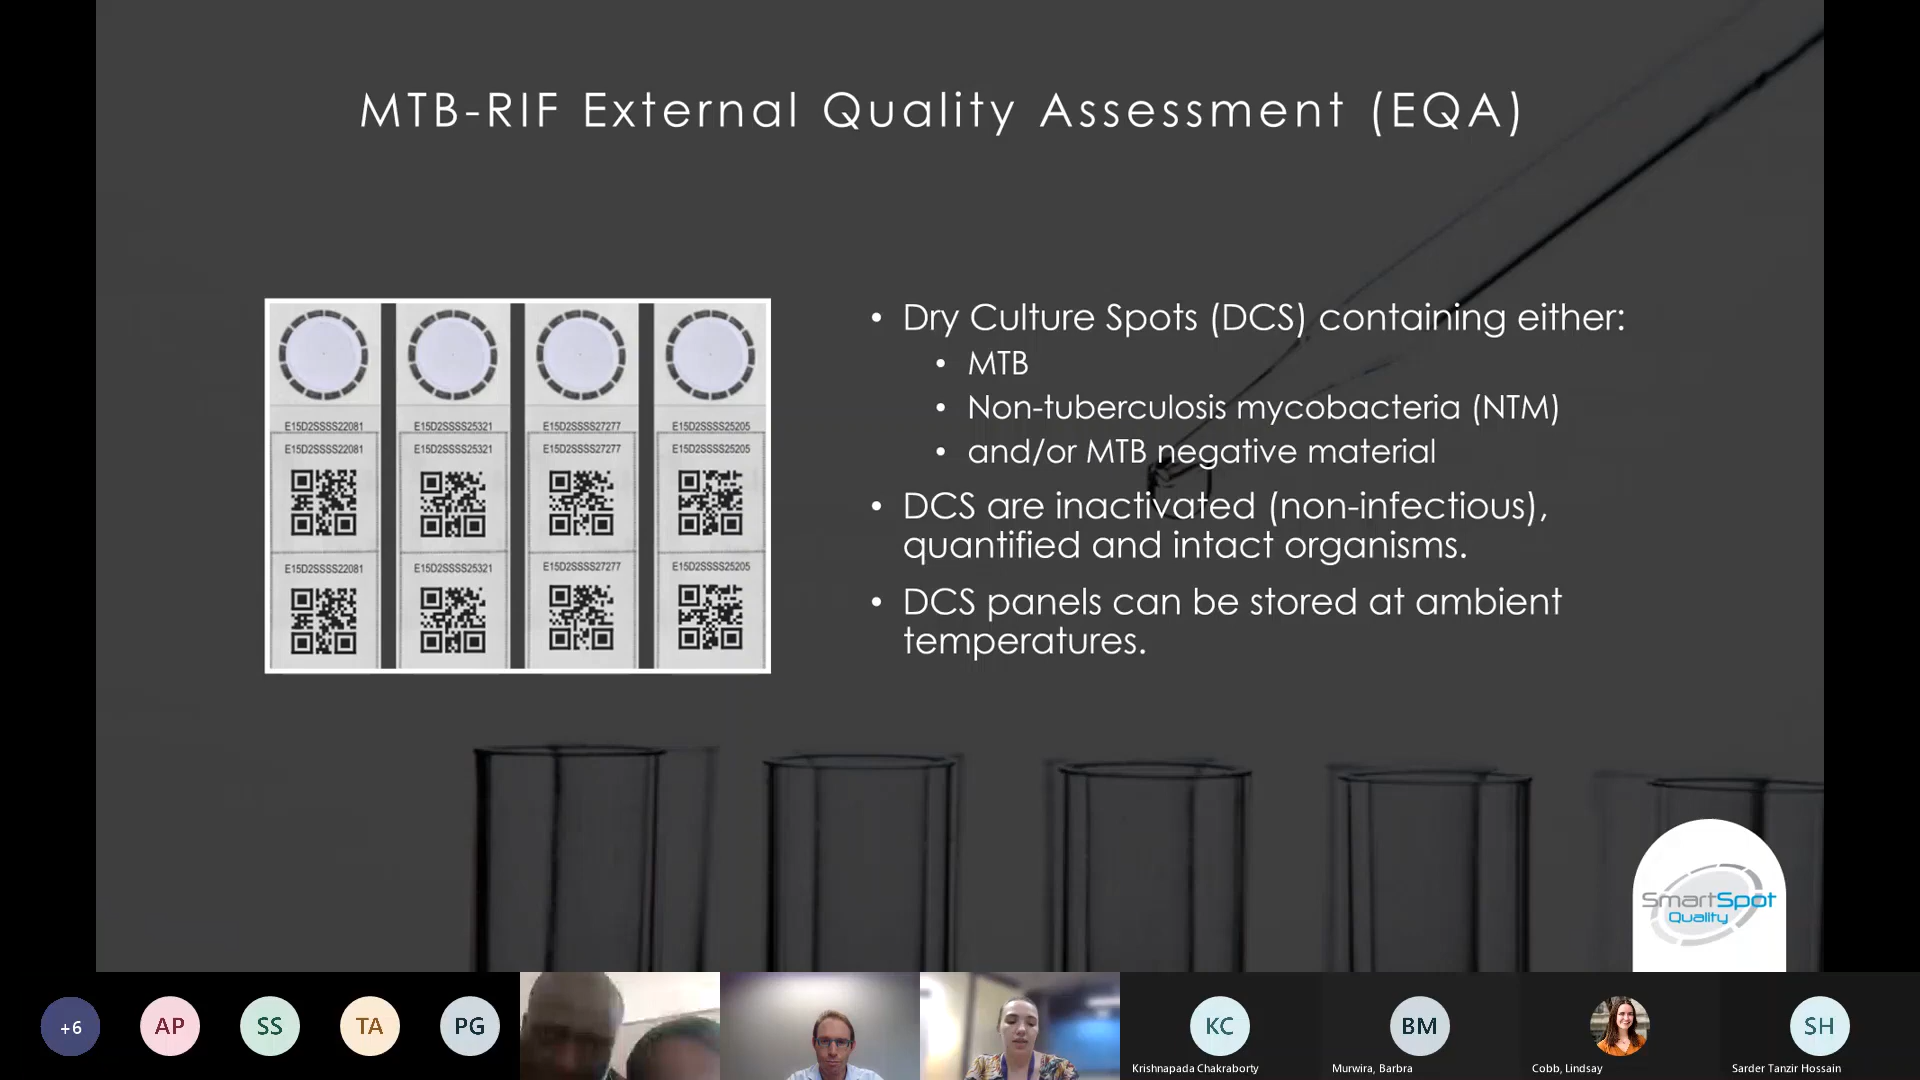 MTB-RIF External Quality Assessment (EQA)
E15D2SSSS22081
E15D2SSSS25321
E15D2SSSS27277
E15D2SSSS25205
E15D2SSSS22081
E15D2SSSS25321
E15D2SSSS27277
E15D2SSSS25205
E15D2SSSS22081
E15D2SSSS25321
E15D2SSSS27277
E15D2SSSS25205
• Dry Culture Spots (DCS) containing either:
• MTB
• Non-tuberculosis mycobacteria (NTM)
• and/or MTB negative material
• DCS are inactivated (non-infectious),
quantified and intact organisms.
• DCS panels can be stored at ambient
temperatures.
SmartSpot
Quality
+6
AP
SS
TA
PG
KC
BM
SH
Krishnapada Chakraborty
Murwira, Barbra
Cobb, Lindsay
Sarder Tanzir Hossain